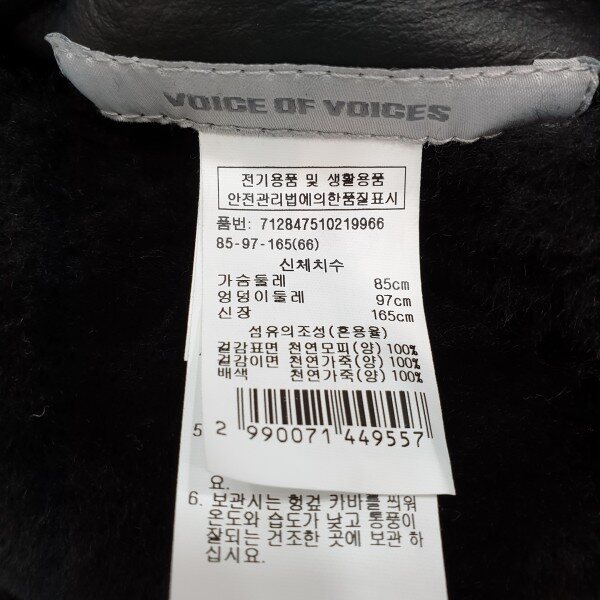 VOICE OF VOICES
전기용품 및 생활용품
안전관리법에의한품질표시
품번: 712847510219966
85-97-165(66)
신체치수
가슴둘레 85cm
엉덩이둘레 97cm
신장 165cm
섬유의조성(혼용율)
겉감표면 천연모피(양) 100%
겉감이면 천연가죽(양) 100%
배색 천연가죽(양) 100%
5
2 990071 449557
요.
6. 보관시는 헝겊 카바를 씌워
온도와 습도가 낮고 통풍이
잘되는 건조한 곳에 보관 하
십시요.